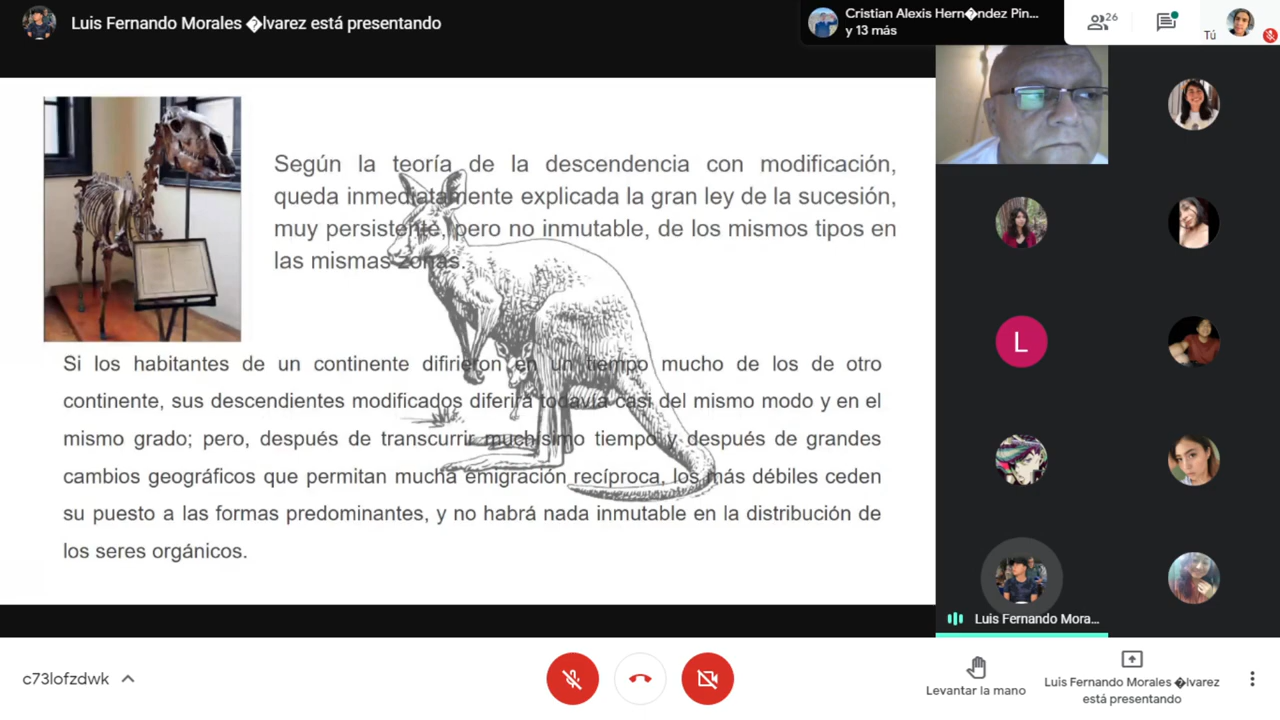 Luis Fernando Morales �lvarez está presentando
Cristian Alexis Hern�ndez Pin...
y 13 más
26
Tú
Según la teoría de la descendencia con modificación,
queda inmediatamente explicada la gran ley de la sucesión,
muy persistente, pero no inmutable, de los mismos tipos en
las mismas zonas.
Si los habitantes de un continente difirieron en un tiempo mucho de los de otro
continente, sus descendientes modificados diferirá todavía casi del mismo modo y en el
mismo grado; pero, después de transcurrir muchísimo tiempo y después de grandes
cambios geográficos que permitan mucha emigración recíproca, los más débiles ceden
su puesto a las formas predominantes, y no habrá nada inmutable en la distribución de
los seres orgánicos.
L
Luis Fernando Mora...
c73lofzdwk
Levantar la mano
Luis Fernando Morales �lvarez
está presentando